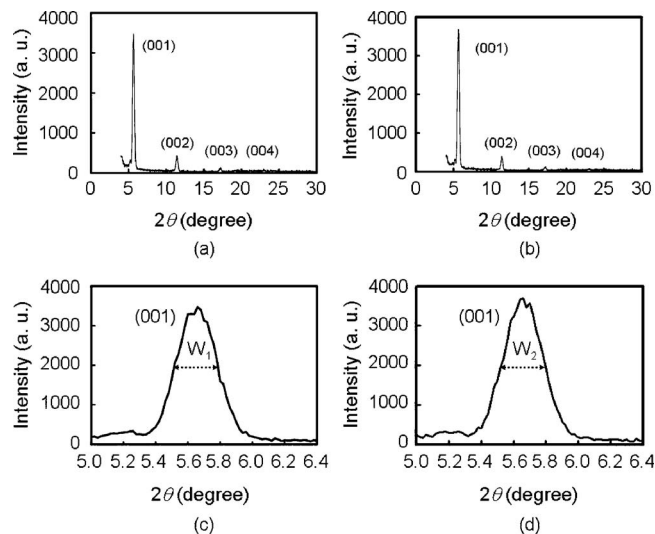 4000
3000
2000
1000
0
Intensity (a. u.)
(001)
(002)
(003) (004)
0 5 10 15 20 25 30
2θ (degree)
(a)
4000
3000
2000
1000
0
Intensity (a. u.)
(001)
(002)
(003) (004)
0 5 10 15 20 25 30
2θ (degree)
(b)
4000
3000
2000
1000
0
Intensity (a. u.)
(001)
W1
5.0 5.2 5.4 5.6 5.8 6.0 6.2 6.4
2θ (degree)
(c)
4000
3000
2000
1000
0
Intensity (a. u.)
(001)
W2
5.0 5.2 5.4 5.6 5.8 6.0 6.2 6.4
2θ (degree)
(d)